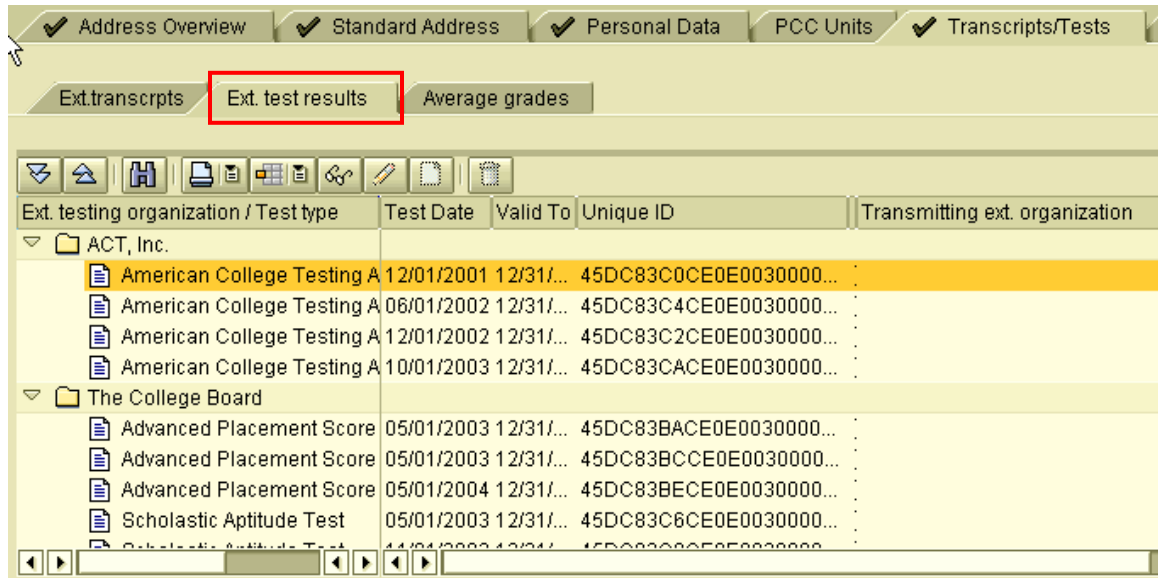 Address Overview Standard Address Personal Data PCC Units Transcripts/Tests
Ext.transcrpts Ext. test results Average grades
Ext. testing organization / Test type Test Date Valid To Unique ID Transmitting ext. organization
ACT, Inc.
American College Testing A 12/01/2001 12/31/... 45DC83C0CE0E0030000...
American College Testing A 06/01/2002 12/31/... 45DC83C4CE0E0030000...
American College Testing A 12/01/2002 12/31/... 45DC83C2CE0E0030000...
American College Testing A 10/01/2003 12/31/... 45DC83CACE0E0030000...
The College Board
Advanced Placement Score 05/01/2003 12/31/... 45DC83BACE0E0030000...
Advanced Placement Score 05/01/2003 12/31/... 45DC83BCCE0E0030000...
Advanced Placement Score 05/01/2004 12/31/... 45DC83BECE0E0030000...
Scholastic Aptitude Test 05/01/2003 12/31/... 45DC83C6CE0E0030000...